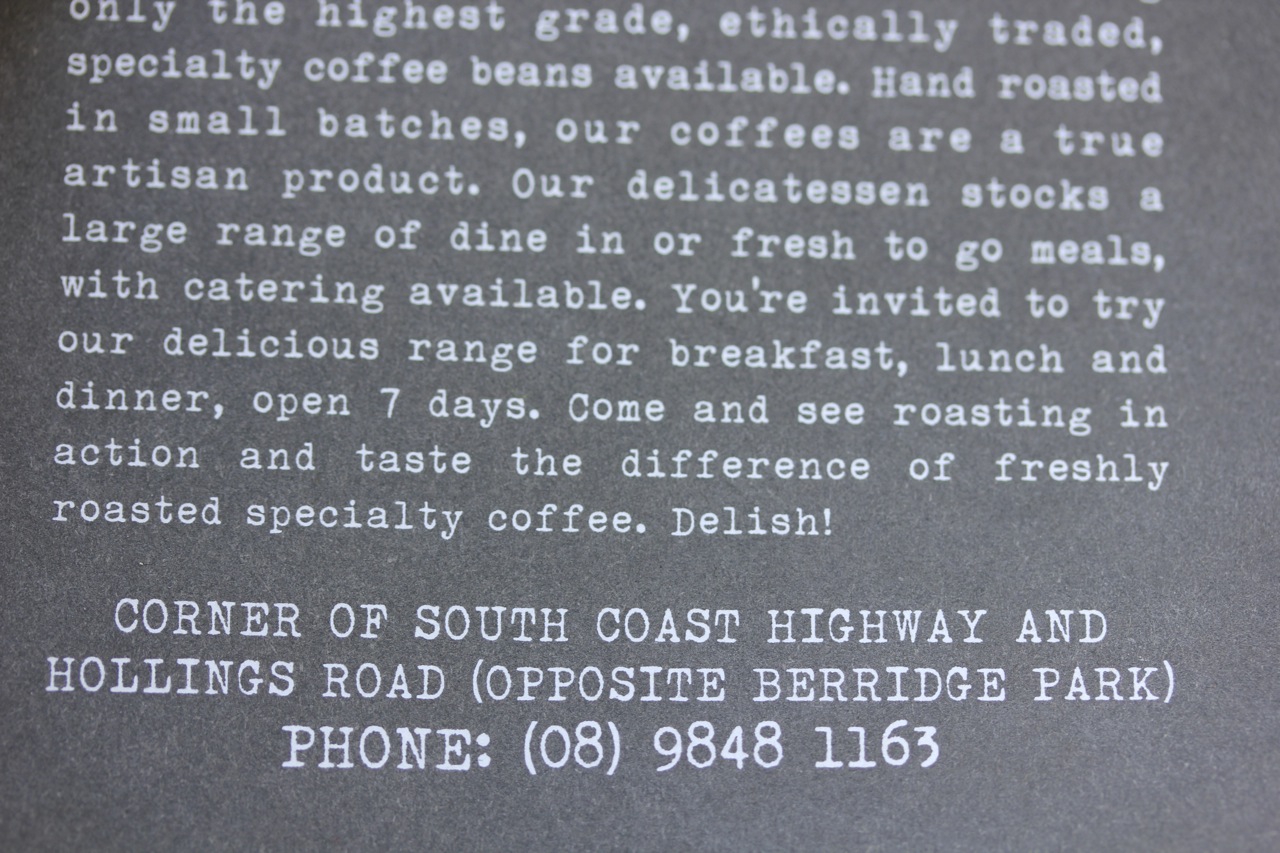 only the highest grade, ethically traded,
specialty coffee beans available. Hand roasted
in small batches, our coffees are a true
artisan product. Our delicatessen stocks a
large range of dine in or fresh to go meals,
with catering available. You're invited to try
our delicious range for breakfast, lunch and
dinner, open 7 days. Come and see roasting in
action and taste the difference of freshly
roasted specialty coffee. Delish!
CORNER OF SOUTH COAST HIGHWAY AND
HOLLINGS ROAD (OPPOSITE BERRIDGE PARK)
PHONE: (08) 9848 1163